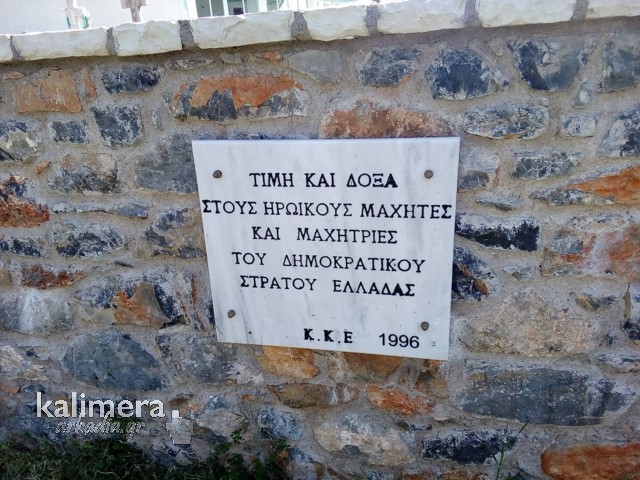 ΤΙΜΗ ΚΑΙ ΔΟΞΑ
ΣΤΟΥΣ ΗΡΩΙΚΟΥΣ ΜΑΧΗΤΕΣ
ΚΑΙ ΜΑΧΗΤΡΙΕΣ
ΤΟΥ ΔΗΜΟΚΡΑΤΙΚΟΥ
ΣΤΡΑΤΟΥ ΕΛΛΑΔΑΣ
Κ.Κ.Ε 1996
kalimera
-arkadia.gr